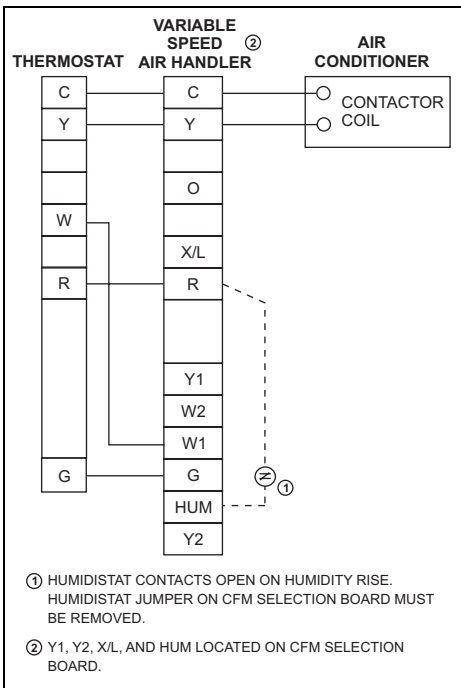 VARIABLE
SPEED ②
THERMOSTAT AIR HANDLER
AIR
CONDITIONER
C
C
CONTACTOR
COIL
Y
Y
O
W
X/L
R
R
Y1
W2
W1
G
G
HUM
Y2
N
①
① HUMIDISTAT CONTACTS OPEN ON HUMIDITY RISE.
HUMIDISTAT JUMPER ON CFM SELECTION BOARD MUST
BE REMOVED.
② Y1, Y2, X/L, AND HUM LOCATED ON CFM SELECTION
BOARD.